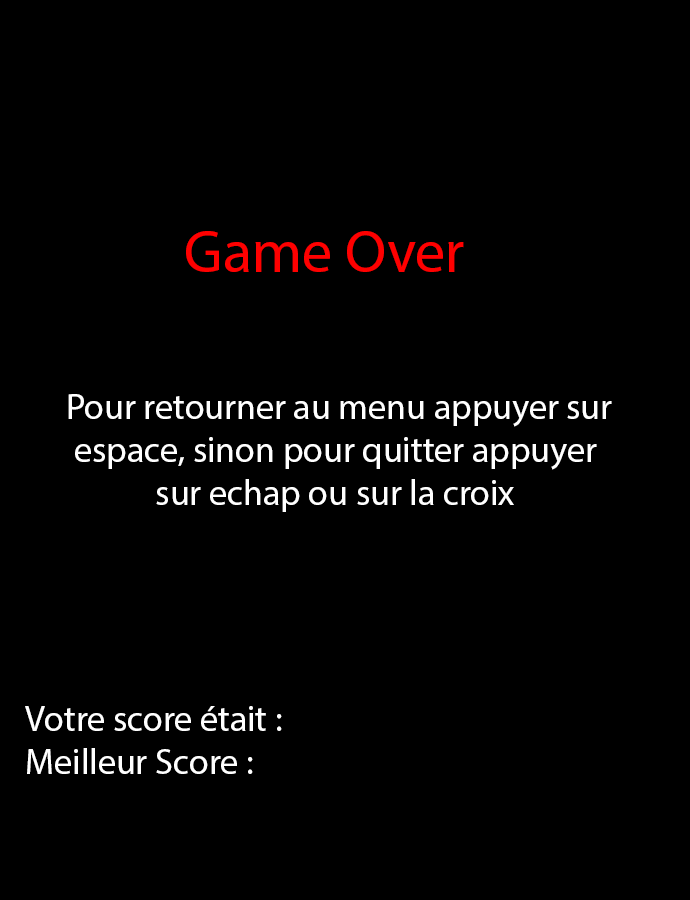 Game Over
Pour retourner au menu appuyer sur
espace, sinon pour quitter appuyer
sur echap ou sur la croix
Votre score était :
Meilleur Score :